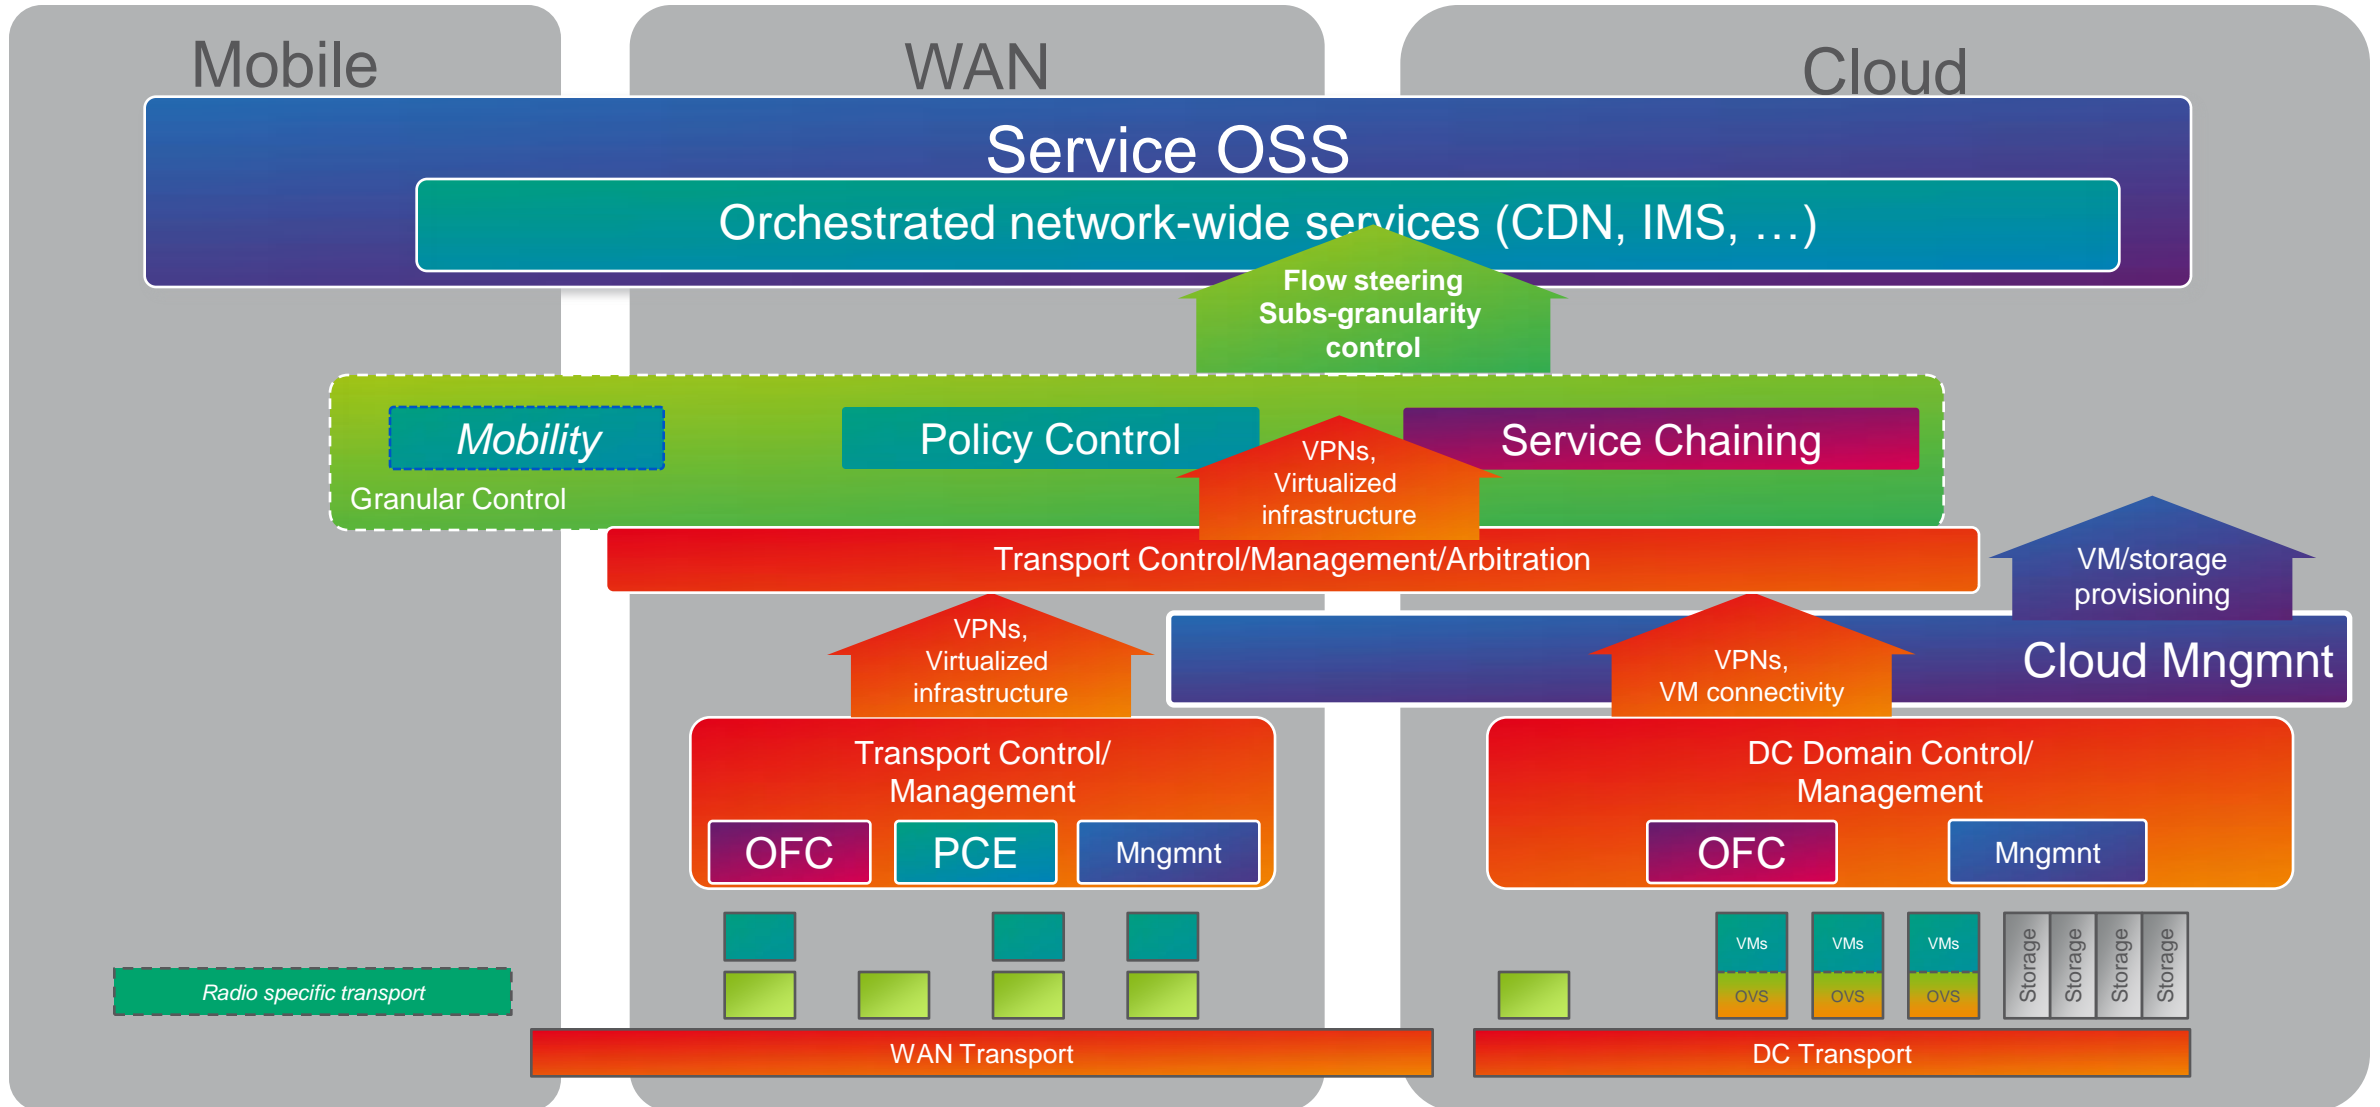 Mobile
WAN
Cloud
Service OSS
Orchestrated network-wide services (CDN, IMS, …)
Flow steering
Subs-granularity
control
Mobility
Policy Control
Service Chaining
Granular Control
VPNs,
Virtualized
infrastructure
Transport Control/Management/Arbitration
VM/storage
provisioning
VPNs,
Virtualized
infrastructure
VPNs,
VM connectivity
Cloud Mngmnt
Transport Control/
Management
OFC
PCE
Mngmnt
DC Domain Control/
Management
OFC
Mngmnt
VMs
VMs
VMs
OVS
OVS
OVS
Storage
Storage
Storage
Storage
Radio specific transport
WAN Transport
DC Transport